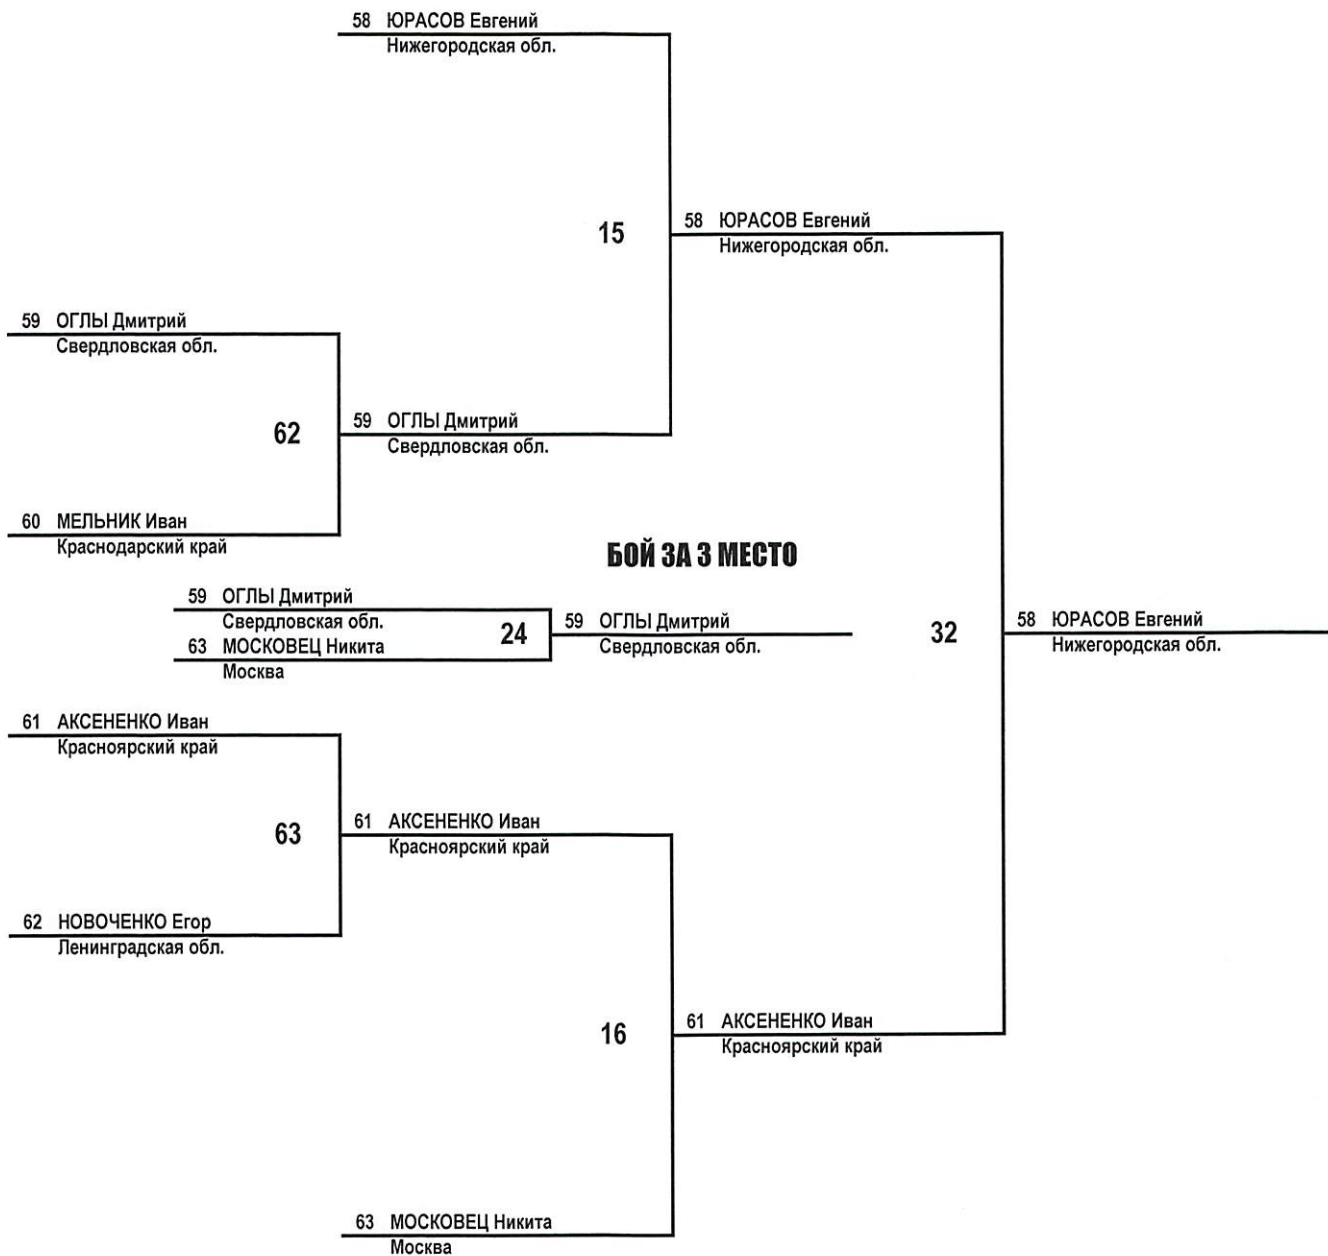 58 ЮРАСОВ Евгений
Нижегородская обл.
15
58 ЮРАСОВ Евгений
Нижегородская обл.
59 ОГЛЫ Дмитрий
Свердловская обл.
62
59 ОГЛЫ Дмитрий
Свердловская обл.
60 МЕЛЬНИК Иван
Краснодарский край
БОЙ ЗА 3 МЕСТО
59 ОГЛЫ Дмитрий
Свердловская обл.
63 МОСКОВЕЦ Никита
Москва
24
59 ОГЛЫ Дмитрий
Свердловская обл.
32
58 ЮРАСОВ Евгений
Нижегородская обл.
61 АКСЕНЕНКО Иван
Красноярский край
63
61 АКСЕНЕНКО Иван
Красноярский край
62 НОВОЧЕНКО Егор
Ленинградская обл.
16
61 АКСЕНЕНКО Иван
Красноярский край
63 МОСКОВЕЦ Никита
Москва